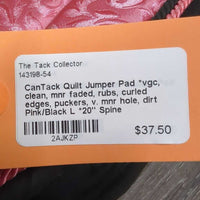 The Tack Collector
143198-54
CanTack Quilt Jumper Pad *vgc,
clean, mnr faded, rubs, curled
edges, puckers, v. mnr hole, dirt
Pink/Black L *20" Spine
$37.50
2AJKZP